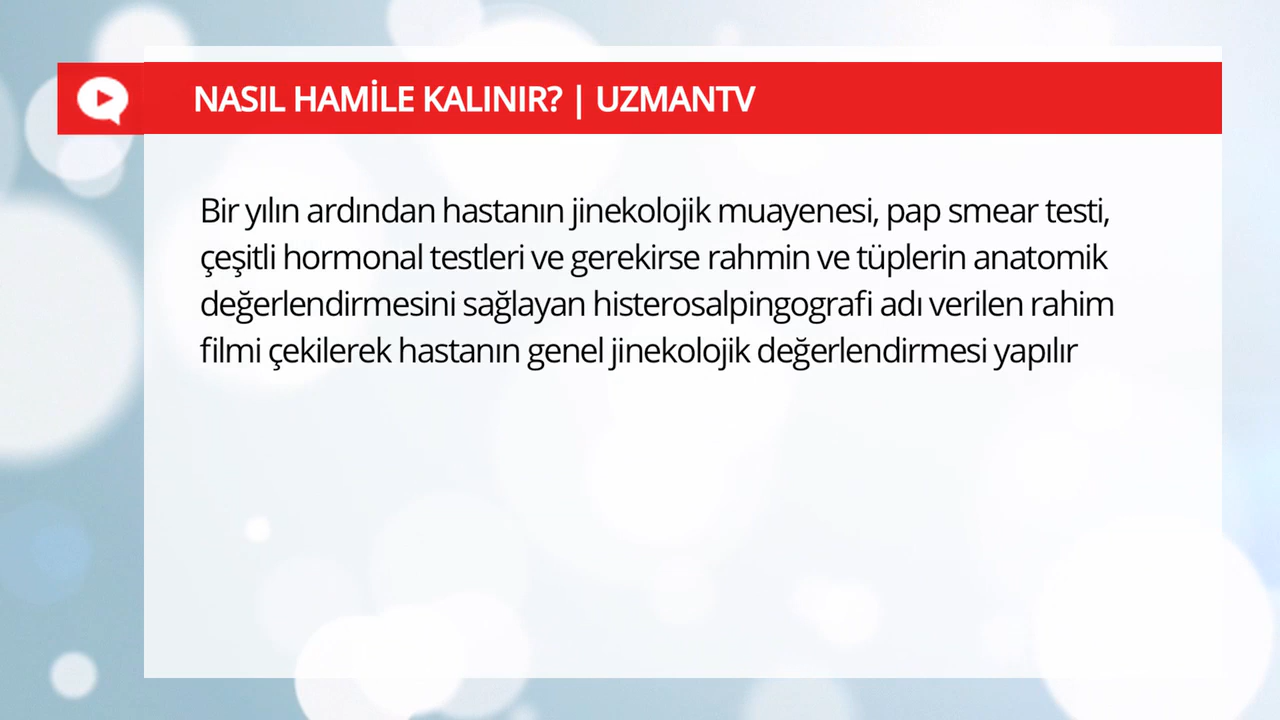 NASIL HAMİLE KALINIR? | UZMANTV
Bir yılın ardından hastanın jinekolojik muayenesi, pap smear testi,
çeşitli hormonal testleri ve gerekirse rahmin ve tüplerin anatomik
değerlendirmesini sağlayan histerosalpingografi adı verilen rahim
filmi çekilerek hastanın genel jinekolojik değerlendirmesi yapılır